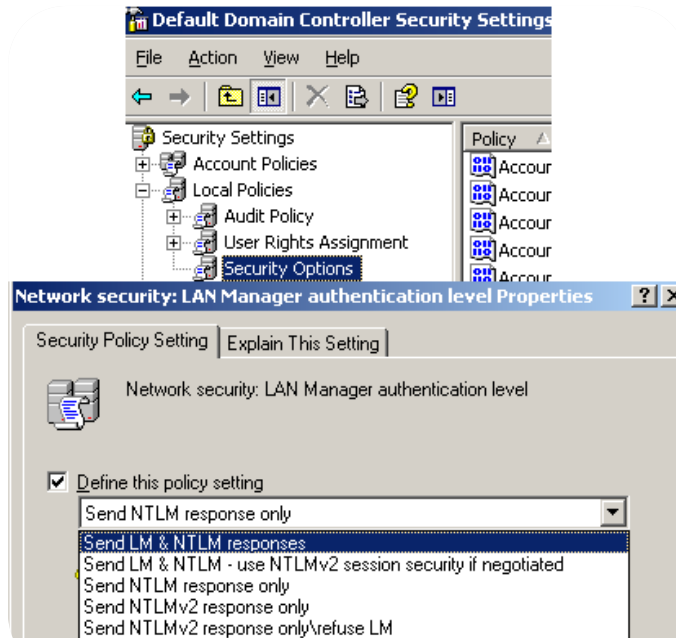 Default Domain Controller Security Settings
File Action View Help
Security Settings
Policy
Account Policies
Accour
Local Policies
Accour
Audit Policy
Accour
User Rights Assignment
Accour
Security Options
Accour
Network security: LAN Manager authentication level Properties
Security Policy Setting Explain This Setting
Network security: LAN Manager authentication level
Define this policy setting
Send NTLM response only
Send LM & NTLM responses
Send LM & NTLM - use NTLMv2 session security if negotiated
Send NTLM response only
Send NTLMv2 response only
Send NTLMv2 response only\refuse LM